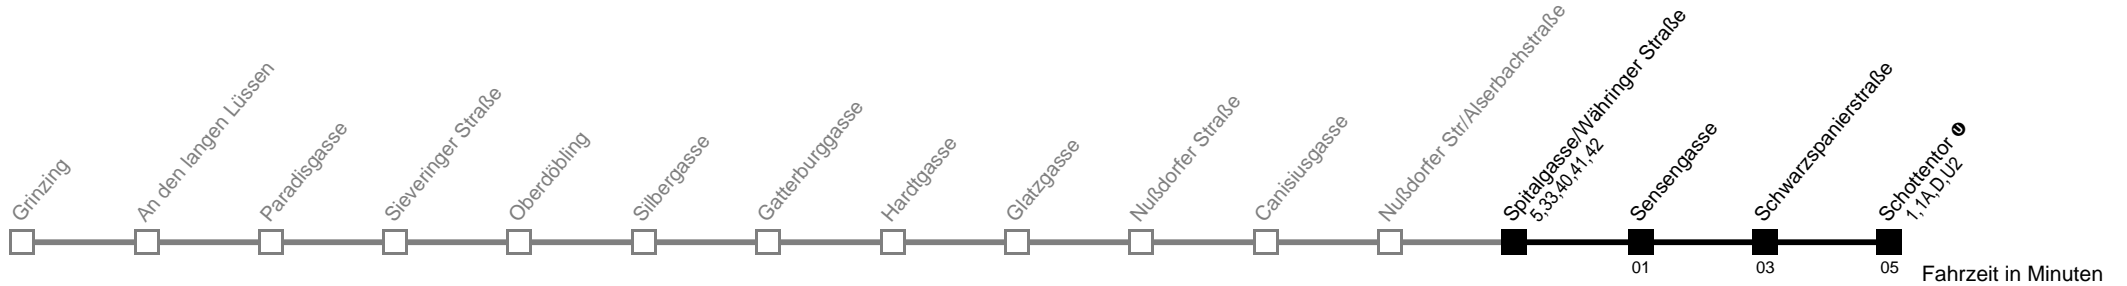 Grinzing
An den langen Lüssen
Paradisgasse
Sieveringer Straße
Oberdöbling
Silbergasse
Gatterburggasse
Hardtgasse
Glatzgasse
Nußdorfer Straße
Canisiusgasse
Nußdorfer Str/Alserbachstraße
Spitalgasse/Währinger Straße
5,33,40,41,42
Sensengasse
Schwarzspanierstraße
Schottentor U
1,1A,D,U2
01
03
05
Fahrzeit in Minuten